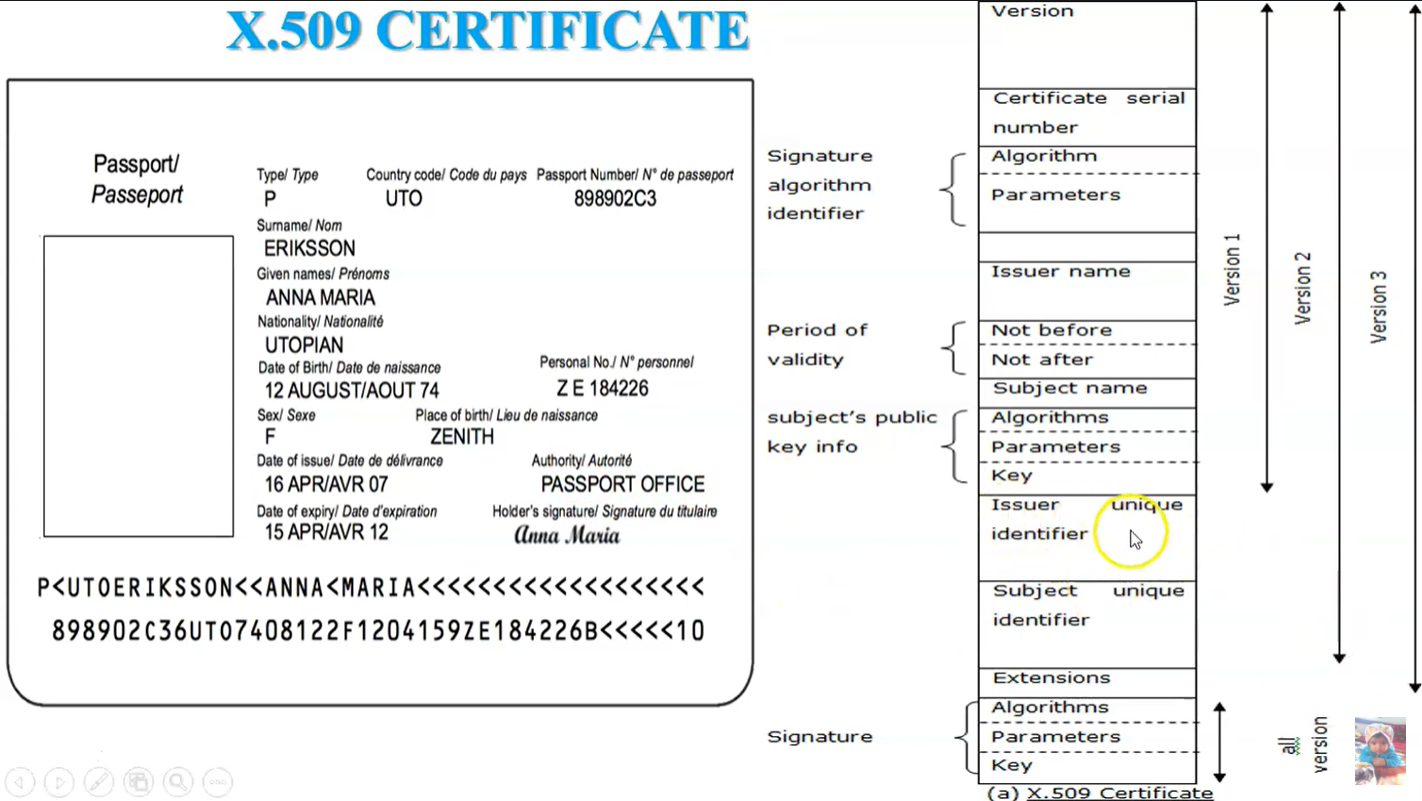 X.509 CERTIFICATE
Passport/
Passeport
Type/ Type
Country code/ Code du pays
Passport Number/ N° de passeport
P
UTO
898902C3
Surname/ Nom
ERIKSSON
Given names/ Prénoms
ANNA MARIA
Nationality/ Nationalité
UTOPIAN
Date of Birth/ Date de naissance
Personal No./ N° personnel
12 AUGUST/AOUT 74
Z E 184226
Sex/ Sexe
Place of birth/ Lieu de naissance
F
ZENITH
Date of issue/ Date de délivrance
Authority/ Autorité
16 APR/AVR 07
PASSPORT OFFICE
Date of expiry/ Date d'expiration
Holder's signature/ Signature du titulaire
15 APR/AVR 12
Anna Maria
P<UTOERIKSSON<<ANNA<MARIA<<<<<<<<<<<<<<<<<<<
898902C36UTO7408122F1204159ZE184226B<<<<<10
Version
Certificate serial
number
Signature
algorithm
identifier
Algorithm
Parameters
Issuer name
Period of
validity
Not before
Not after
Subject name
subject's public
key info
Algorithms
Parameters
Key
Issuer unique
identifier
Subject unique
identifier
Extensions
Signature
Algorithms
Parameters
Key
Version 1
Version 2
Version 3
all
version
(a) X.509 Certificate